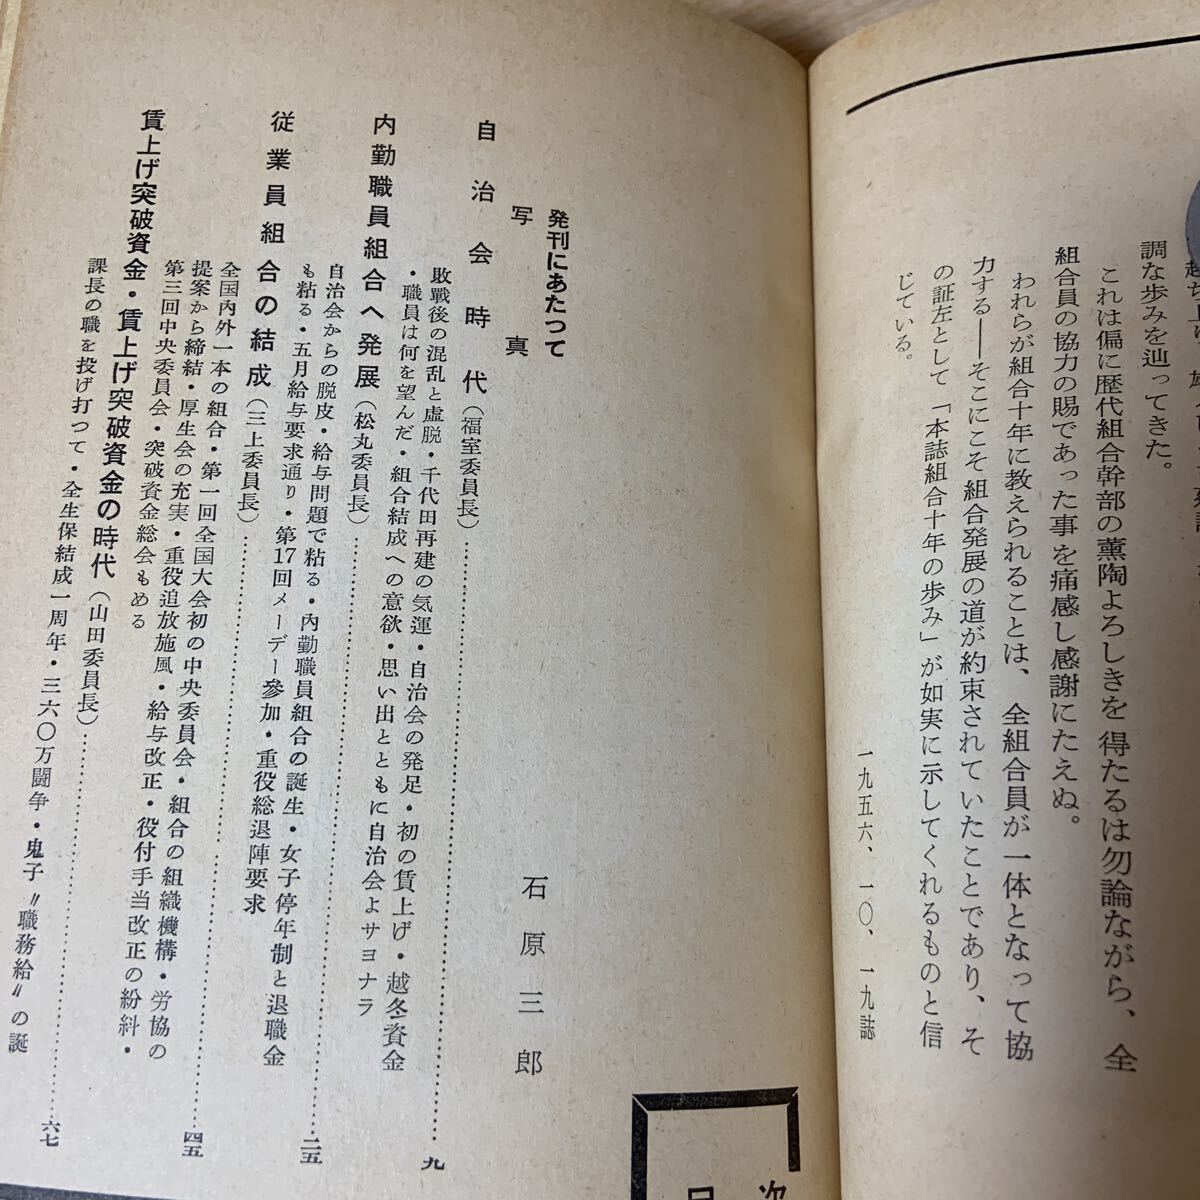 調な歩みを辿ってきた。
これは偏に歴代組合幹部の薫陶よろしきを得たるは勿論ながら、全
組合員の協力の賜であった事を痛感し感謝にたえぬ。
われらが組合十年に教えられることは、全組合員が一体となって協
力する――そこにこそ組合発展の道が約束されていたことであり、そ
の証左として「本誌組合十年の歩み」が如実に示してくれるものと信
じている。
一九五六、一〇、一九誌
目次
発刊にあたつて 石原三郎
写真
自治会時代(福室委員長)……九
敗戦後の混乱と虚脱・千代田再建の気運・自治会の発足・初の賃上げ・越冬資金
・職員は何を望んだ・組合結成への意欲・思い出とともに自治会よサヨナラ
内勤職員組合へ発展(松丸委員長)……二五
自治会からの脱皮・給与問題で粘る・内勤職員組合の誕生・女子停年制と退職金
も粘る・五月給与要求通り・第17回メーデー参加・重役総退陣要求
従業員組合の結成(三上委員長)……四五
全国内外一本の組合・第一回全国大会初の中央委員会・組合の組織機構・労協の
提案から締結・厚生会の充実・重役追放施風・給与改正・役付手当改正の紛糾・
第三回中央委員会・突破資金総会もめる
賃上げ突破資金・賃上げ突破資金の時代(山田委員長)……六七
課長の職を投げ打つて・全生保結成一周年・三六〇万闘争・鬼子〃職務給〃の誕